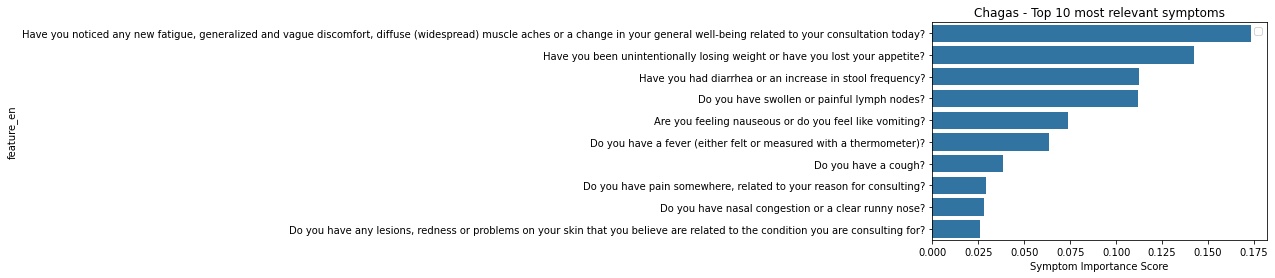 Chagas - Top 10 most relevant symptoms
Have you noticed any new fatigue, generalized and vague discomfort, diffuse (widespread) muscle aches or a change in your general well-being related to your consultation today?
Have you been unintentionally losing weight or have you lost your appetite?
Have you had diarrhea or an increase in stool frequency?
Do you have swollen or painful lymph nodes?
Are you feeling nauseous or do you feel like vomiting?
Do you have a fever (either felt or measured with a thermometer)?
Do you have a cough?
Do you have pain somewhere, related to your reason for consulting?
Do you have nasal congestion or a clear runny nose?
Do you have any lesions, redness or problems on your skin that you believe are related to the condition you are consulting for?
feature_en
0.000 0.025 0.050 0.075 0.100 0.125 0.150 0.175
Symptom Importance Score